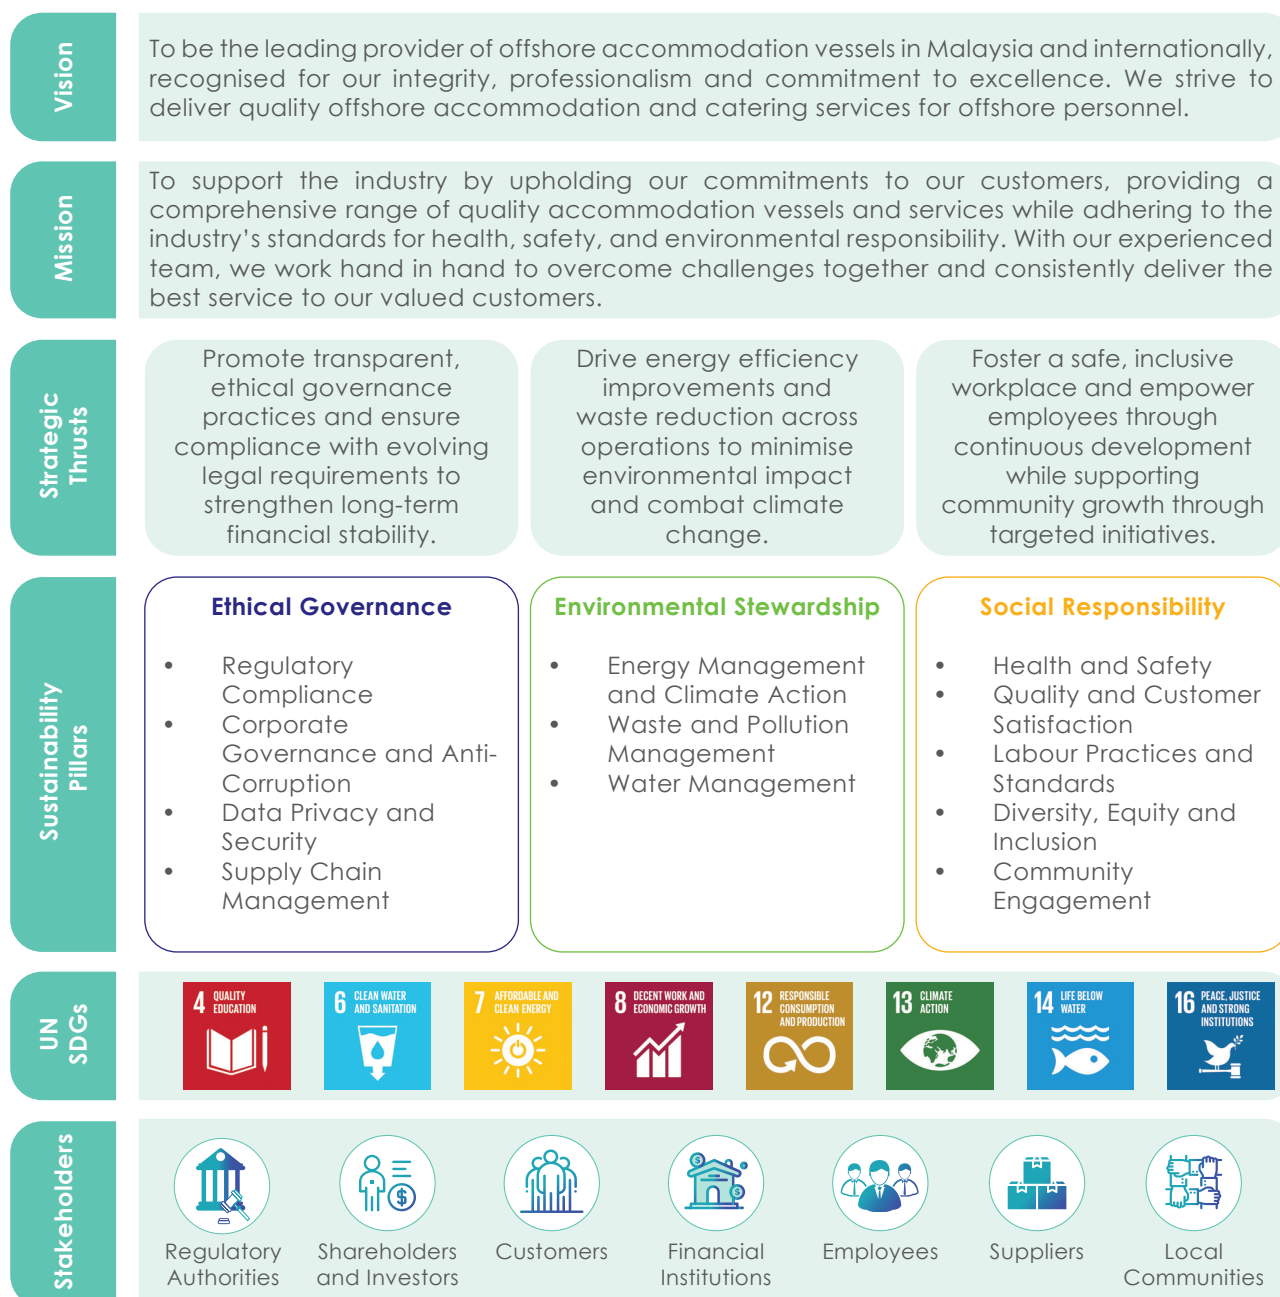 Vision
To be the leading provider of offshore accommodation vessels in Malaysia and internationally,
recognised for our integrity, professionalism and commitment to excellence. We strive to
deliver quality offshore accommodation and catering services for offshore personnel.
Mission
To support the industry by upholding our commitments to our customers, providing a
comprehensive range of quality accommodation vessels and services while adhering to the
industry's standards for health, safety, and environmental responsibility. With our experienced
team, we work hand in hand to overcome challenges together and consistently deliver the
best service to our valued customers.
Strategic
Thrusts
Promote transparent,
ethical governance
practices and ensure
compliance with evolving
legal requirements to
strengthen long-term
financial stability.
Drive energy efficiency
improvements and
waste reduction across
operations to minimise
environmental impact
and combat climate
change.
Foster a safe, inclusive
workplace and empower
employees through
continuous development
while supporting
community growth through
targeted initiatives.
Sustainability
Pillars
Ethical Governance
• Regulatory
Compliance
• Corporate
Governance and Anti-
Corruption
• Data Privacy and
Security
• Supply Chain
Management
Environmental Stewardship
• Energy Management
and Climate Action
• Waste and Pollution
Management
• Water Management
Social Responsibility
• Health and Safety
• Quality and Customer
Satisfaction
• Labour Practices and
Standards
• Diversity, Equity and
Inclusion
• Community
Engagement
UN
SDGs
4 QUALITY
EDUCATION
6 CLEAN WATER
AND SANITATION
7 AFFORDABLE AND
CLEAN ENERGY
8 DECENT WORK AND
ECONOMIC GROWTH
12 RESPONSIBLE
CONSUMPTION
AND PRODUCTION
13 CLIMATE
ACTION
14 LIFE BELOW
WATER
16 PEACE, JUSTICE
AND STRONG
INSTITUTIONS
Stakeholders
Regulatory
Authorities
Shareholders
and Investors
Customers
Financial
Institutions
Employees
Suppliers
Local
Communities